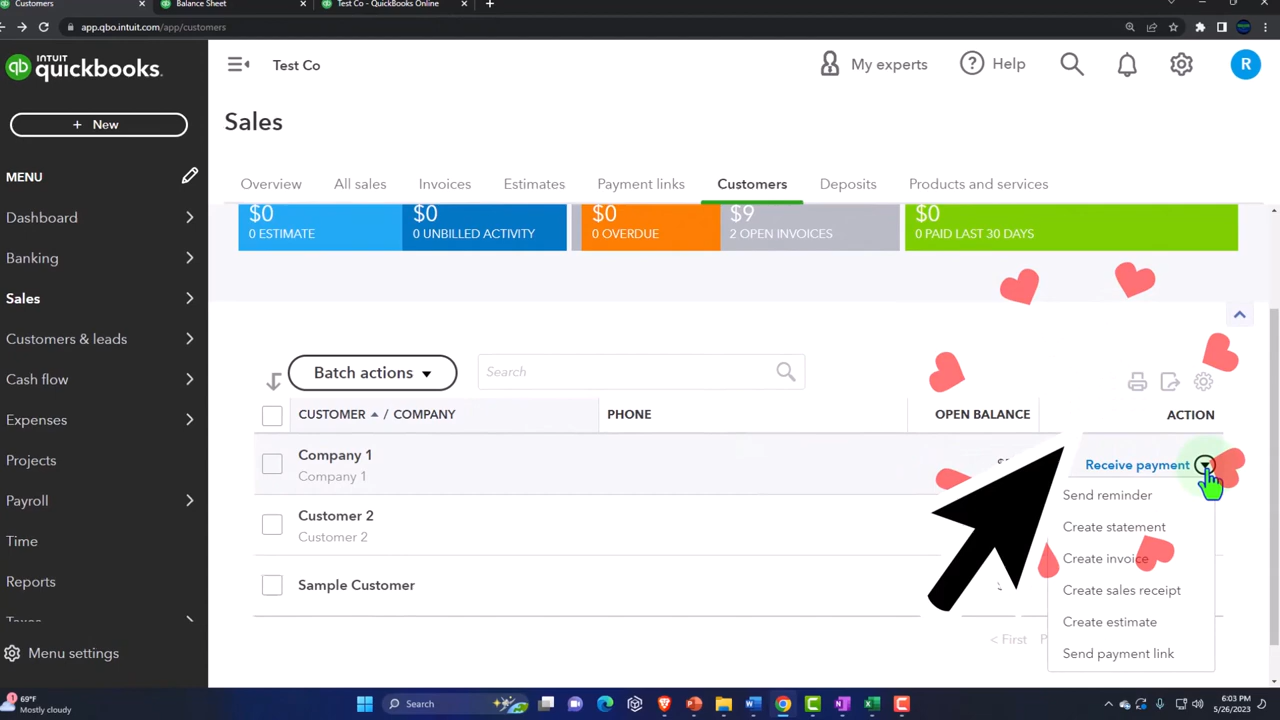 Customers
Balance Sheet
Test Co - QuickBooks Online
app.qbo.intuit.com/app/customers
INTUIT
quickbooks.
Test Co
My experts
Help
R
+ New
Sales
MENU
Overview
All sales
Invoices
Estimates
Payment links
Customers
Deposits
Products and services
Dashboard
Banking
Sales
Customers & leads
Cash flow
Expenses
Projects
Payroll
Time
Reports
Menu settings
$0
0 ESTIMATE
$0
0 UNBILLED ACTIVITY
$0
0 OVERDUE
$9
2 OPEN INVOICES
$0
0 PAID LAST 30 DAYS
Batch actions
Search
CUSTOMER / COMPANY
PHONE
OPEN BALANCE
ACTION
Company 1
Company 1
Receive payment
Customer 2
Customer 2
Sample Customer
Send reminder
Create statement
Create invoice
Create sales receipt
Create estimate
Send payment link
< First
69°F
Mostly cloudy
Search
6:03 PM
5/26/2023